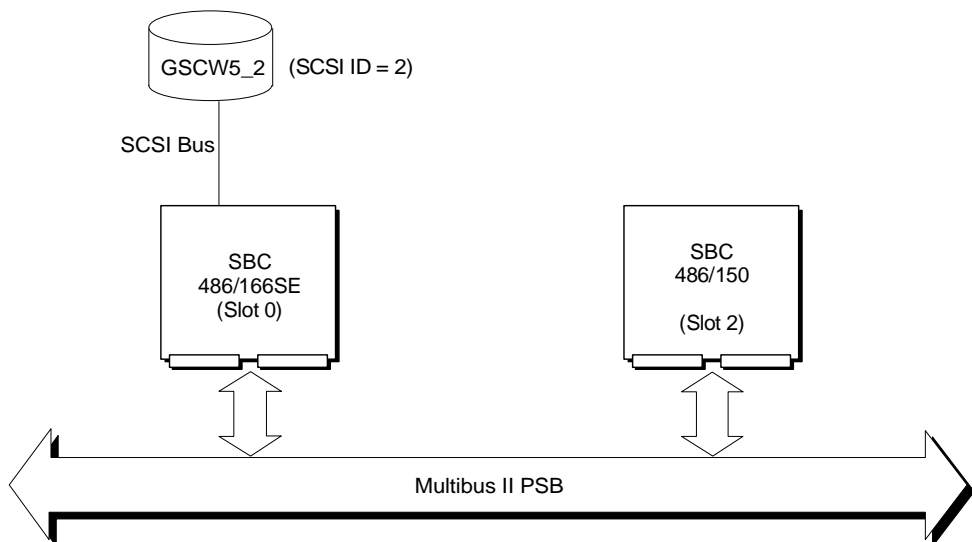 GSCW5_2
(SCSI ID = 2)
SCSI Bus
SBC
486/166SE
(Slot 0)
SBC
486/150
(Slot 2)
Multibus II PSB